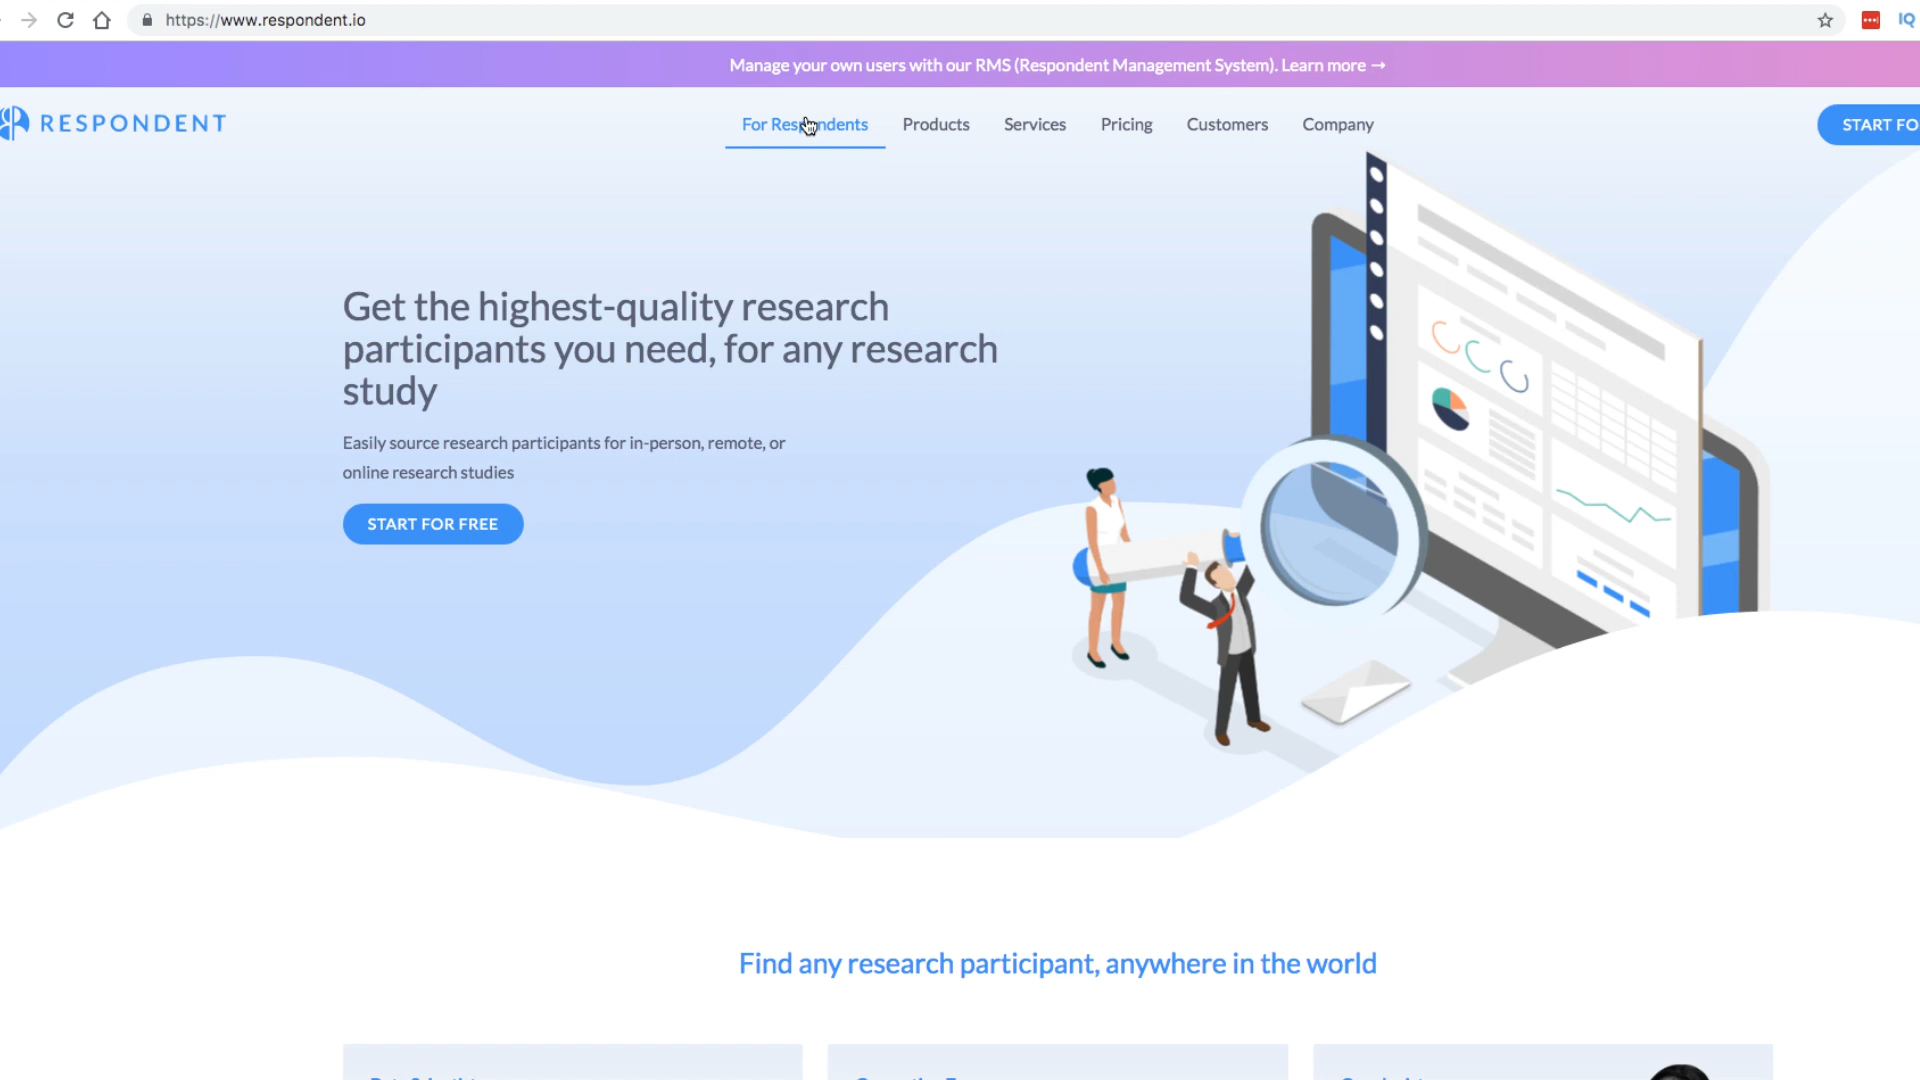 https://www.respondent.io
IQ
Manage your own users with our RMS (Respondent Management System). Learn more →
RESPONDENT
For Respondents
Products
Services
Pricing
Customers
Company
START FO
Get the highest-quality research
participants you need, for any research
study
Easily source research participants for in-person, remote, or
online research studies
START FOR FREE
Find any research participant, anywhere in the world